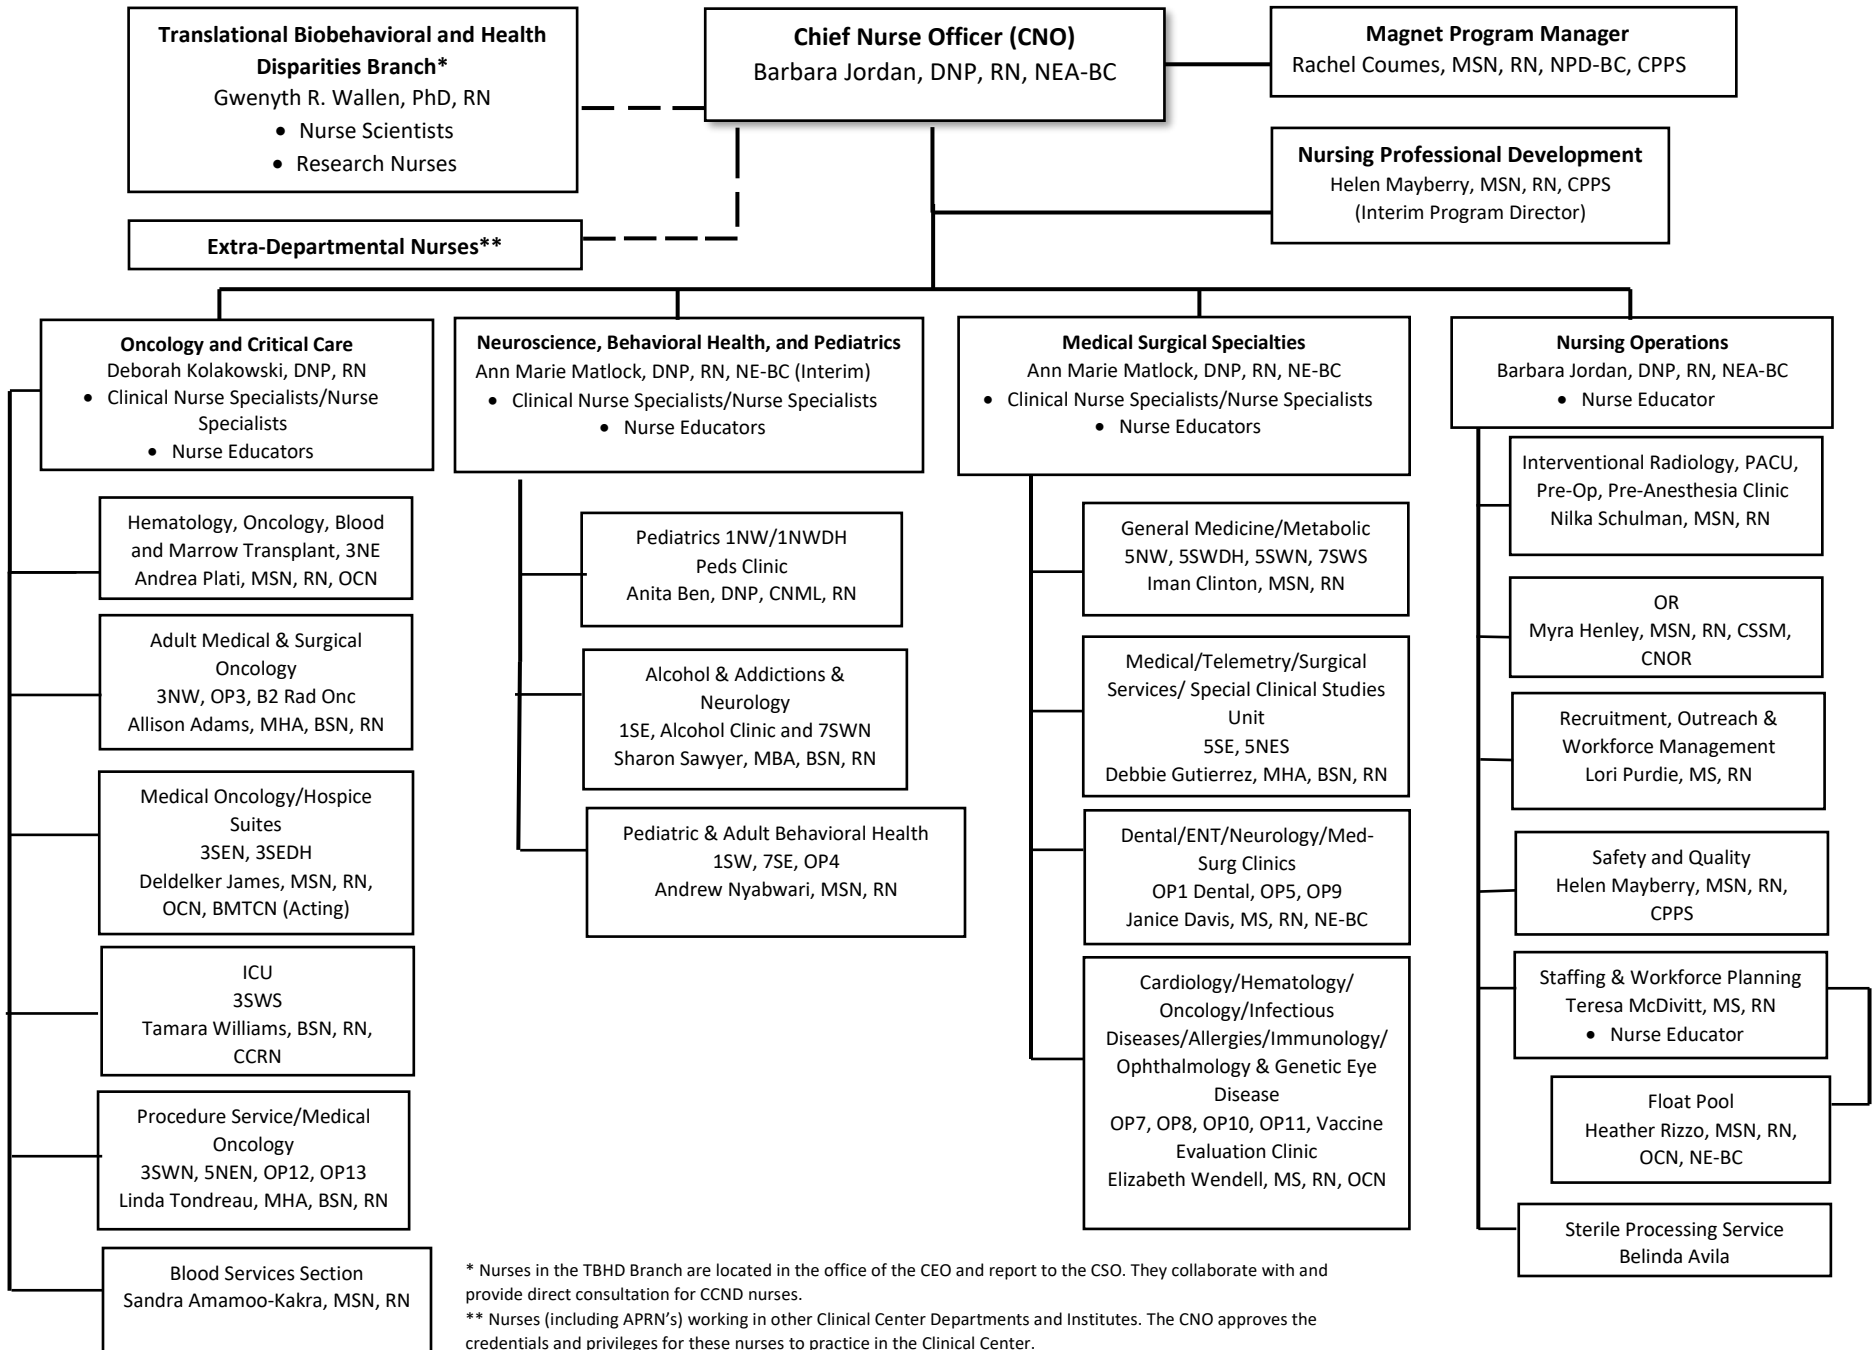 Translational Biobehavioral and Health
Disparities Branch*
Gwenyth R. Wallen, PhD, RN
• Nurse Scientists
• Research Nurses
Chief Nurse Officer (CNO)
Barbara Jordan, DNP, RN, NEA-BC
Magnet Program Manager
Rachel Coumes, MSN, RN, NPD-BC, CPPS
Nursing Professional Development
Helen Mayberry, MSN, RN, CPPS
(Interim Program Director)
Extra-Departmental Nurses**
Oncology and Critical Care
Deborah Kolakowski, DNP, RN
• Clinical Nurse Specialists/Nurse
Specialists
• Nurse Educators
Hematology, Oncology, Blood
and Marrow Transplant, 3NE
Andrea Plati, MSN, RN, OCN
Adult Medical & Surgical
Oncology
3NW, OP3, B2 Rad Onc
Allison Adams, MHA, BSN, RN
Medical Oncology/Hospice
Suites
3SEN, 3SEDH
Deldelker James, MSN, RN,
OCN, BMTCN (Acting)
ICU
3SWS
Tamara Williams, BSN, RN,
CCRN
Procedure Service/Medical
Oncology
3SWN, 5NEN, OP12, OP13
Linda Tondreau, MHA, BSN, RN
Blood Services Section
Sandra Amamoo-Kakra, MSN, RN
Neuroscience, Behavioral Health, and Pediatrics
Ann Marie Matlock, DNP, RN, NE-BC (Interim)
• Clinical Nurse Specialists/Nurse Specialists
• Nurse Educators
Pediatrics 1NW/1NWDH
Peds Clinic
Anita Ben, DNP, CNML, RN
Alcohol & Addictions &
Neurology
1SE, Alcohol Clinic and 7SWN
Sharon Sawyer, MBA, BSN, RN
Pediatric & Adult Behavioral Health
1SW, 7SE, OP4
Andrew Nyabwari, MSN, RN
Medical Surgical Specialties
Ann Marie Matlock, DNP, RN, NE-BC
• Clinical Nurse Specialists/Nurse Specialists
• Nurse Educators
General Medicine/Metabolic
5NW, 5SWDH, 5SWN, 7SWS
Iman Clinton, MSN, RN
Medical/Telemetry/Surgical
Services/ Special Clinical Studies
Unit
5SE, 5NES
Debbie Gutierrez, MHA, BSN, RN
Dental/ENT/Neurology/Med-
Surg Clinics
OP1 Dental, OP5, OP9
Janice Davis, MS, RN, NE-BC
Cardiology/Hematology/
Oncology/Infectious
Diseases/Allergies/Immunology/
Ophthalmology & Genetic Eye
Disease
OP7, OP8, OP10, OP11, Vaccine
Evaluation Clinic
Elizabeth Wendell, MS, RN, OCN
Nursing Operations
Barbara Jordan, DNP, RN, NEA-BC
• Nurse Educator
Interventional Radiology, PACU,
Pre-Op, Pre-Anesthesia Clinic
Nilka Schulman, MSN, RN
OR
Myra Henley, MSN, RN, CSSM,
CNOR
Recruitment, Outreach &
Workforce Management
Lori Purdie, MS, RN
Safety and Quality
Helen Mayberry, MSN, RN,
CPPS
Staffing & Workforce Planning
Teresa McDivitt, MS, RN
• Nurse Educator
Float Pool
Heather Rizzo, MSN, RN,
OCN, NE-BC
Sterile Processing Service
Belinda Avila
* Nurses in the TBHD Branch are located in the office of the CEO and report to the CSO. They collaborate with and
provide direct consultation for CCND nurses.
** Nurses (including APRN's) working in other Clinical Center Departments and Institutes. The CNO approves the
credentials and privileges for these nurses to practice in the Clinical Center.